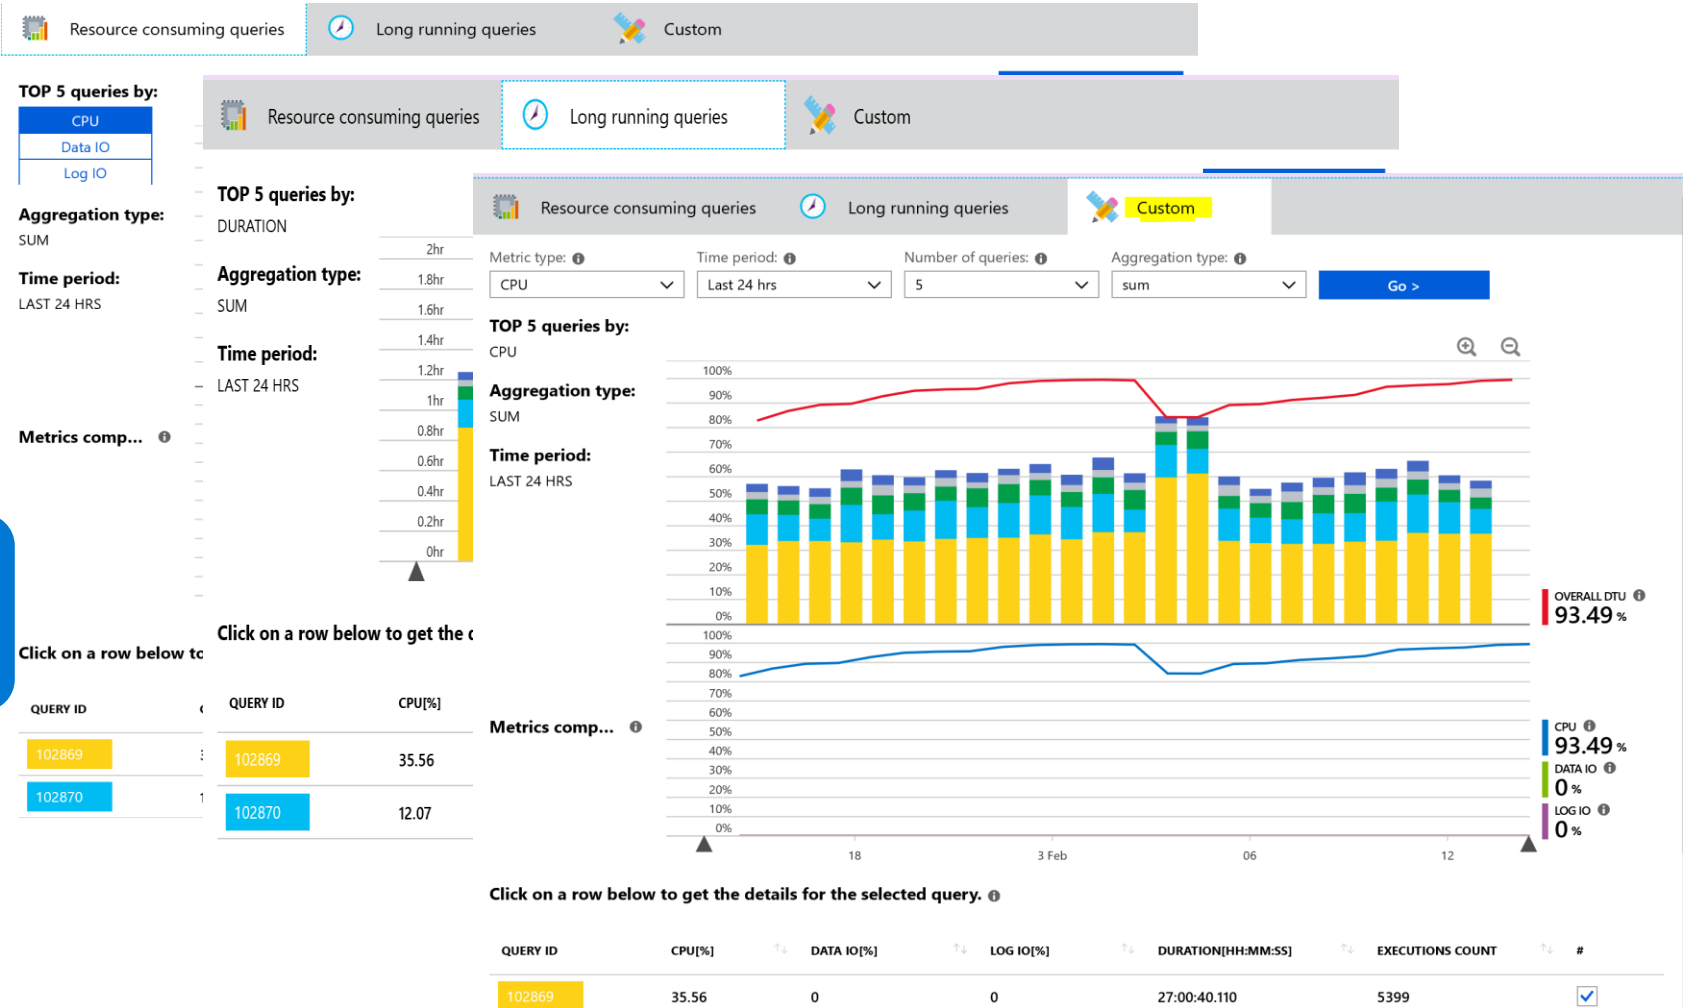 Resource consuming queries
Long running queries
Custom
TOP 5 queries by:
CPU
Data IO
Log IO
Aggregation type:
SUM
Time period:
LAST 24 HRS
Metrics comp...
Click on a row below to
QUERY ID
102869
102870
Resource consuming queries
Long running queries
Custom
TOP 5 queries by:
DURATION
Aggregation type:
SUM
Time period:
LAST 24 HRS
2hr
1.8hr
1.6hr
1.4hr
1.2hr
1hr
0.8hr
0.6hr
0.4hr
0.2hr
0hr
Click on a row below to get the
QUERY ID CPU[%]
102869 35.56
102870 12.07
Resource consuming queries
Long running queries
Custom
Metric type:
CPU
Time period:
Last 24 hrs
Number of queries:
5
Aggregation type:
sum
Go >
TOP 5 queries by:
CPU
Aggregation type:
SUM
Time period:
LAST 24 HRS
100%
90%
80%
70%
60%
50%
40%
30%
20%
10%
0%
OVERALL DTU
93.49 %
Metrics comp...
100%
90%
80%
70%
60%
50%
40%
30%
20%
10%
0%
18
3 Feb
06
12
CPU
93.49 %
DATA IO
0 %
LOG IO
0 %
Click on a row below to get the details for the selected query.
QUERY ID CPU[%] DATA IO[%] LOG IO[%] DURATION[HH:MM:SS] EXECUTIONS COUNT #
102869 35.56 0 0 27:00:40.110 5399